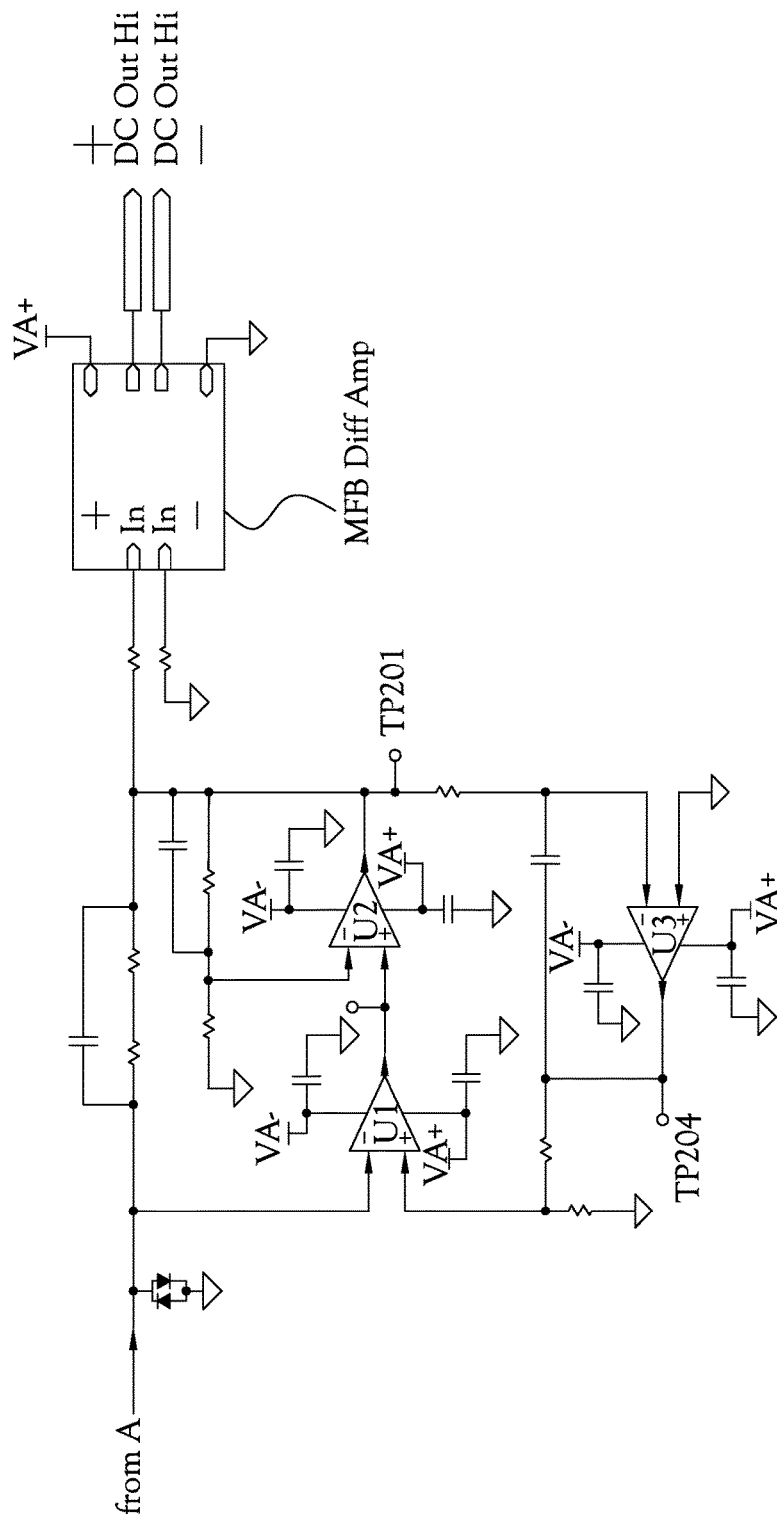 from A
VA+
+
In
In
−
+
DC Out Hi
DC Out Hi
−
MFB Diff Amp
VA-
−
U1
+
VA+
VA-
−
U2
+
VA+
TP201
VA-
−
U3
+
VA+
TP204